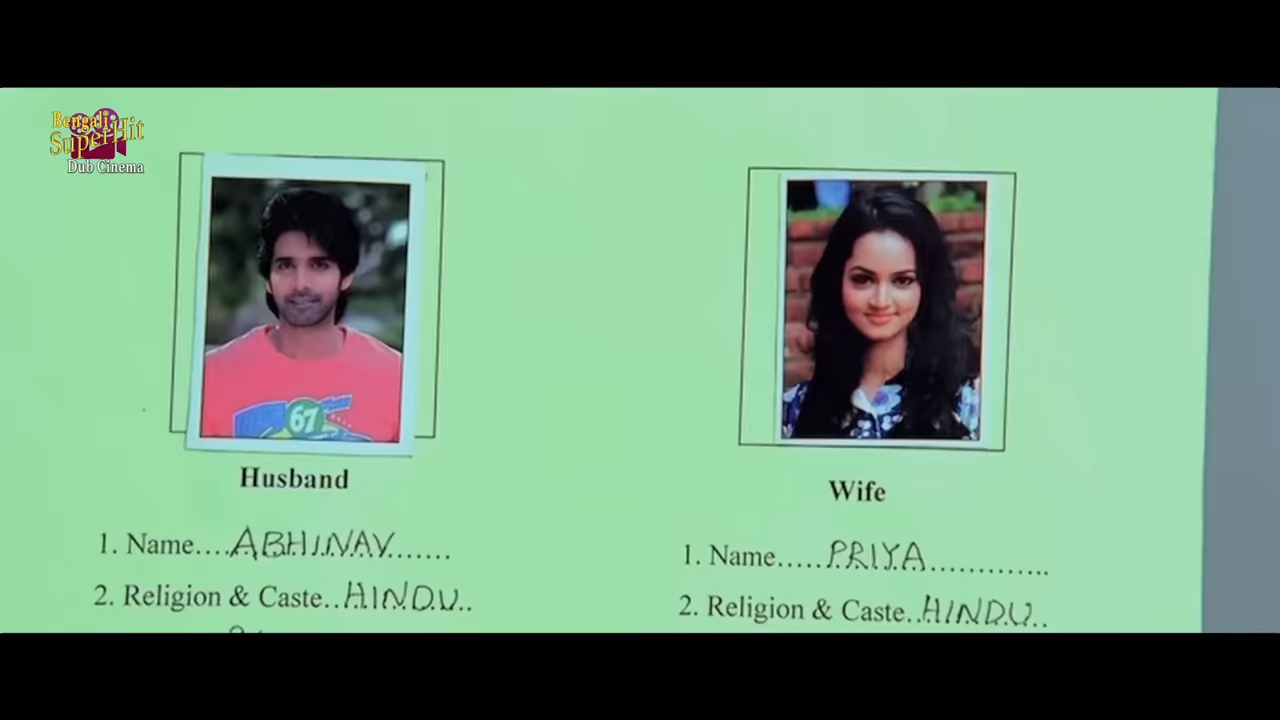 Bengali
SuperHit
Dub Cinema
67
Husband
Wife
1. Name....ABHINAV.......
1. Name.....PRIYA.............
2. Religion & Caste..HINDU..
2. Religion & Caste..HINDU..